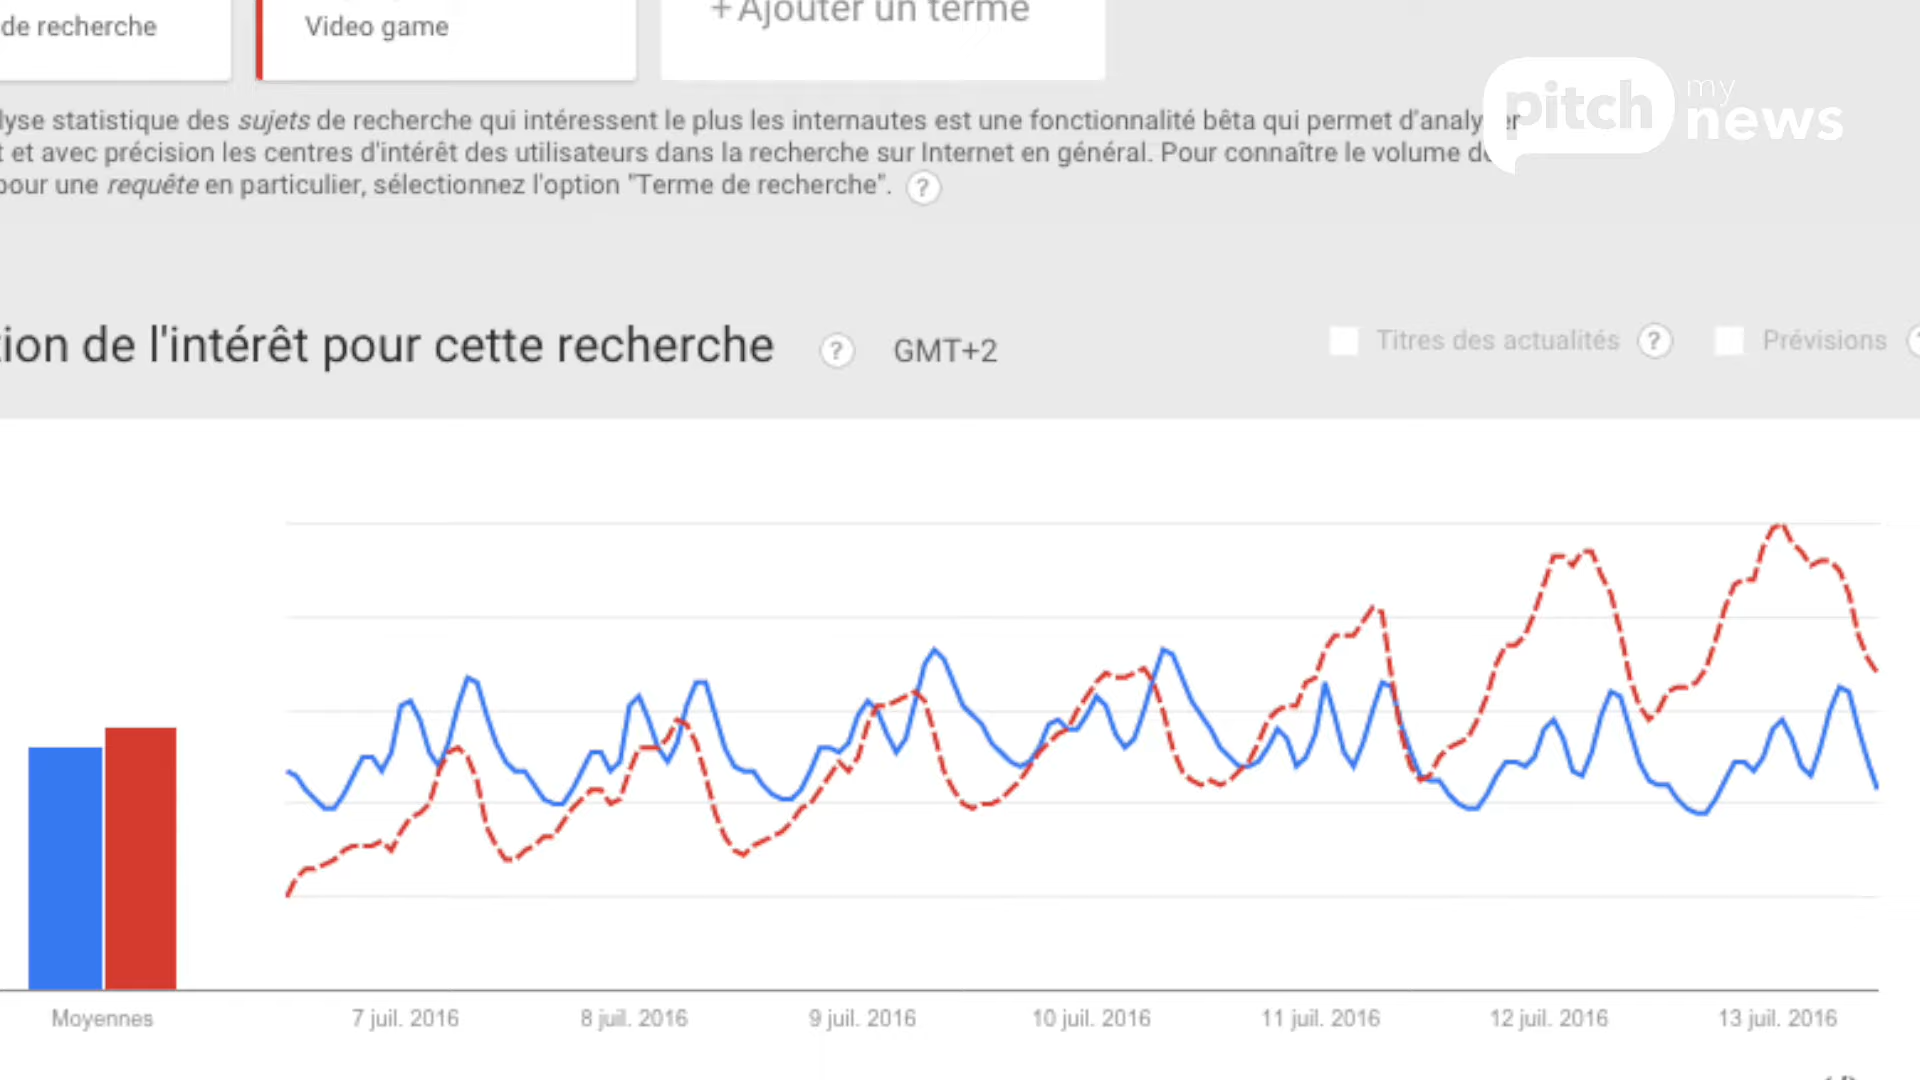 de recherche
Video game
+Ajouter un terme
lyse statistique des sujets de recherche qui intéressent le plus les internautes est une fonctionnalité bêta qui permet d'analyser
t et avec précision les centres d'intérêt des utilisateurs dans la recherche sur Internet en général. Pour connaître le volume de
pour une requête en particulier, sélectionnez l'option "Terme de recherche". ?
pitch my news
tion de l'intérêt pour cette recherche ? GMT+2
Titres des actualités ? Prévisions ?
Moyennes 7 juil. 2016 8 juil. 2016 9 juil. 2016 10 juil. 2016 11 juil. 2016 12 juil. 2016 13 juil. 2016